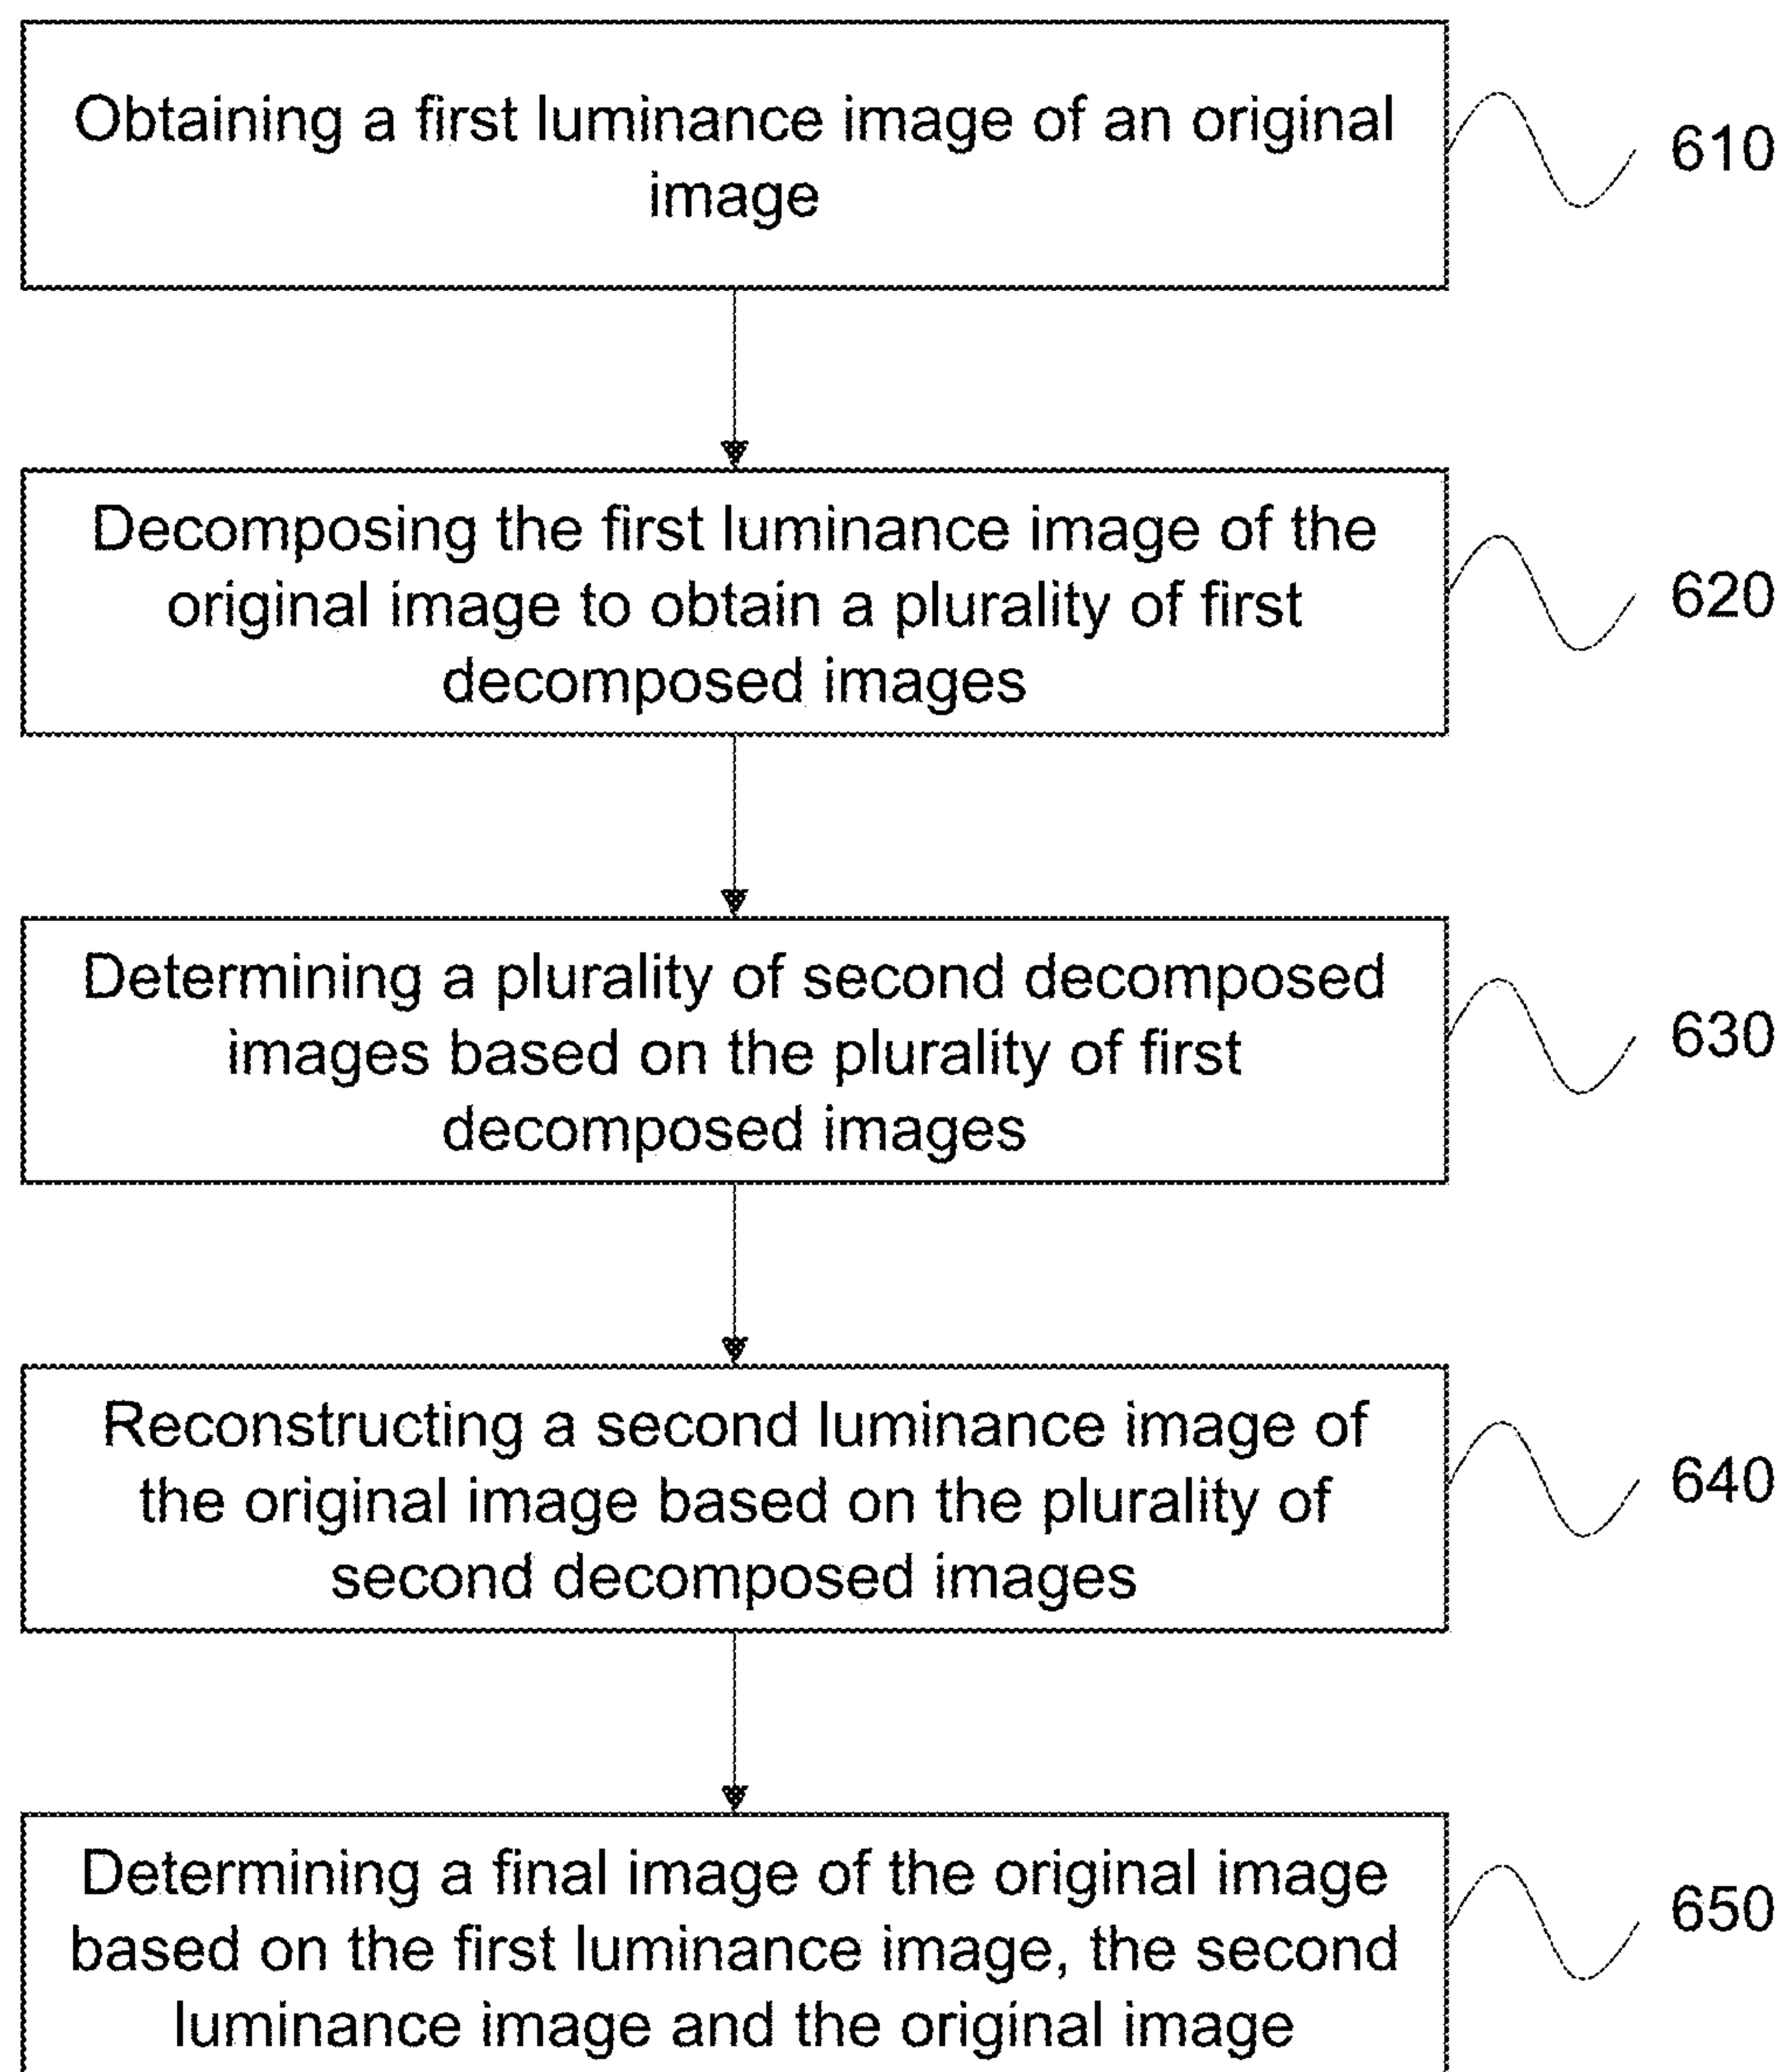 Obtaining a first luminance image of an original
image
610
Decomposing the first luminance image of the
original image to obtain a plurality of first
decomposed images
620
Determining a plurality of second decomposed
images based on the plurality of first
decomposed images
630
Reconstructing a second luminance image of
the original image based on the plurality of
second decomposed images
640
Determining a final image of the original image
based on the first luminance image, the second
luminance image and the original image
650